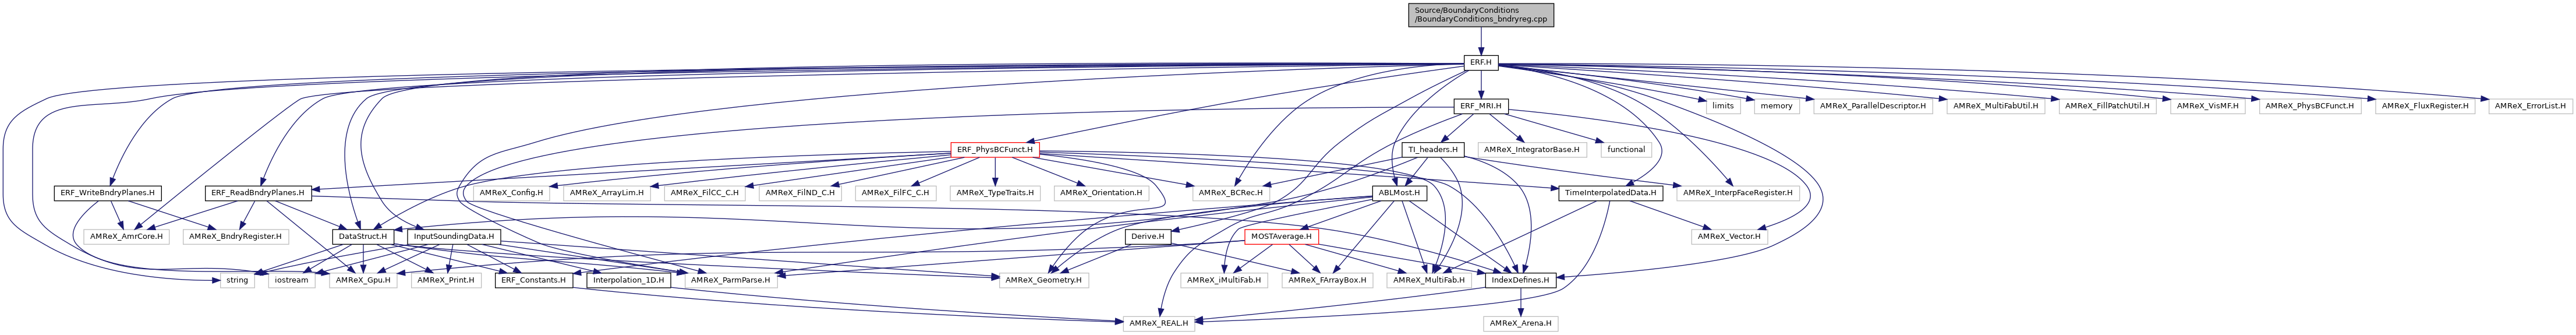 Source/BoundaryConditions
/BoundaryConditions_bndryreg.cpp
ERF.H
ERF_MRI.H
limits
memory
AMReX_ParallelDescriptor.H
AMReX_MultiFabUtil.H
AMReX_FillPatchUtil.H
AMReX_VisMF.H
AMReX_PhysBCFunct.H
AMReX_FluxRegister.H
AMReX_ErrorList.H
ERF_PhysBCFunct.H
TI_headers.H
AMReX_IntegratorBase.H
functional
ERF_WriteBndryPlanes.H
ERF_ReadBndryPlanes.H
AMReX_Config.H
AMReX_ArrayLim.H
AMReX_FilCC_C.H
AMReX_FilND_C.H
AMReX_FilFC_C.H
AMReX_TypeTraits.H
AMReX_Orientation.H
AMReX_BCRec.H
ABLMost.H
TimeInterpolatedData.H
AMReX_InterpFaceRegister.H
AMReX_AmrCore.H
AMReX_BndryRegister.H
DataStruct.H
InputSoundingData.H
Derive.H
MOSTAverage.H
AMReX_Vector.H
string
iostream
AMReX_Gpu.H
AMReX_Print.H
ERF_Constants.H
Interpolation_1D.H
AMReX_ParmParse.H
AMReX_Geometry.H
AMReX_iMultiFab.H
AMReX_FArrayBox.H
AMReX_MultiFab.H
IndexDefines.H
AMReX_REAL.H
AMReX_Arena.H